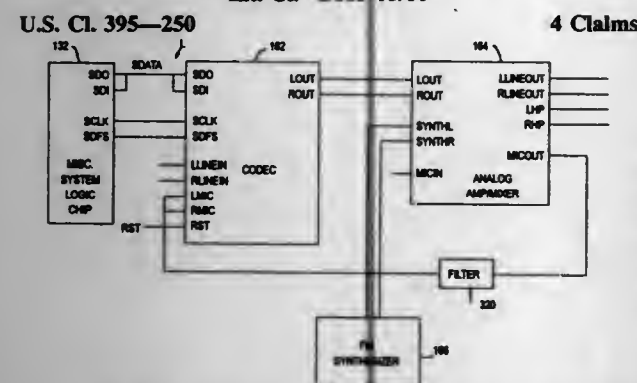 U.S. Cl. 395—250
4 Claims
132
SDATA
162
164
SDO
SDI
SCLK
SDFS
MISC.
SYSTEM
LOGIC
CHIP
RST
SDO
SDI
SCLK
SDFS
LLINEIN
RLINEIN
LMIC
RMIC
RST
CODEC
LOUT
ROUT
LOUT
ROUT
SYNTHL
SYNTHR
MICIN
LLINEOUT
RLINEOUT
LHP
RHP
MICOUT
ANALOG
AMP/MIXER
FILTER
320
FM
SYNTHESIZER
166